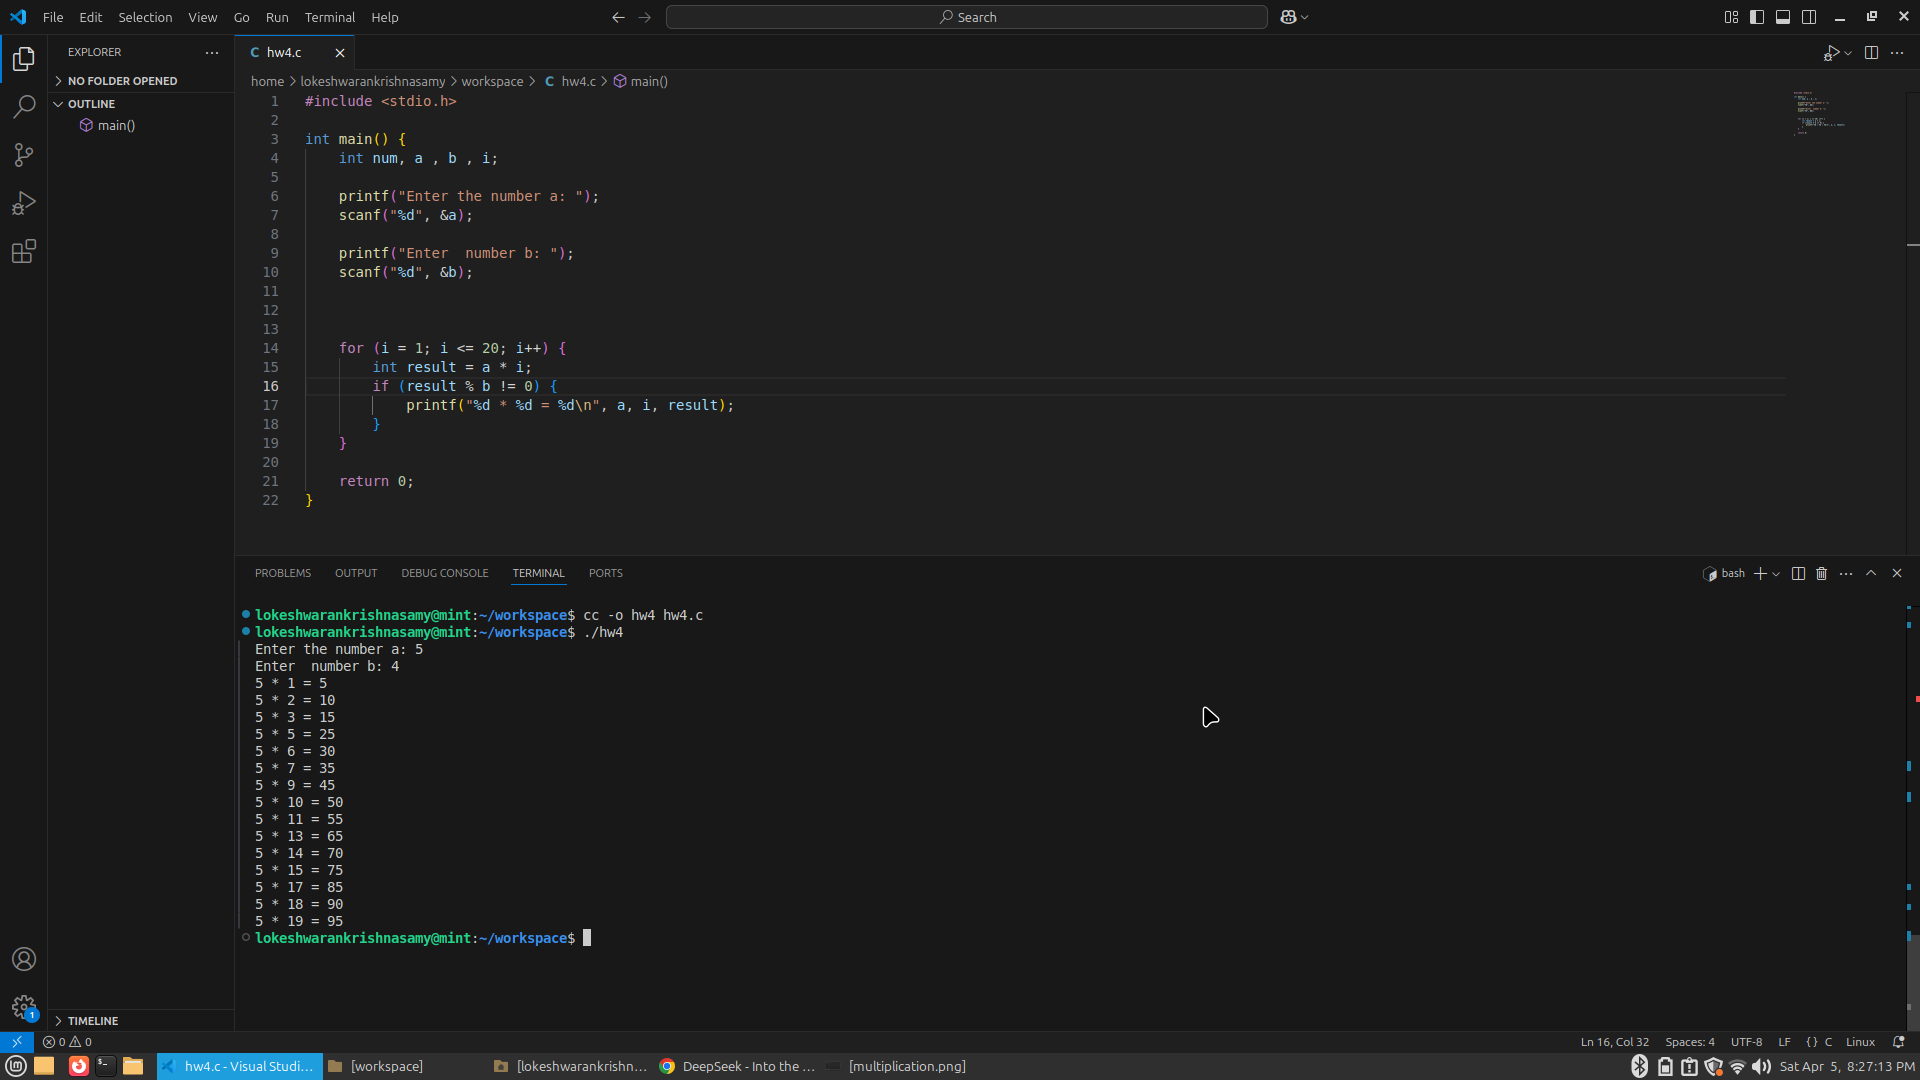 File Edit Selection View Go Run Terminal Help
Search
EXPLORER
NO FOLDER OPENED
OUTLINE
main()
C hw4.c
home > lokeshwarankrishnasamy > workspace > C hw4.c > main()
1 #include <stdio.h>
2
3 int main() {
4 int num, a , b , i;
5
6 printf("Enter the number a: ");
7 scanf("%d", &a);
8
9 printf("Enter  number b: ");
10 scanf("%d", &b);
11
12
13
14 for (i = 1; i <= 20; i++) {
15 int result = a * i;
16 if (result % b != 0) {
17 printf("%d * %d = %d\n", a, i, result);
18 }
19 }
20
21 return 0;
22 }
PROBLEMS OUTPUT DEBUG CONSOLE TERMINAL PORTS
bash
lokeshwarankrishnasamy@mint:~/workspace$ cc -o hw4 hw4.c
lokeshwarankrishnasamy@mint:~/workspace$ ./hw4
Enter the number a: 5
Enter  number b: 4
5 * 1 = 5
5 * 2 = 10
5 * 3 = 15
5 * 5 = 25
5 * 6 = 30
5 * 7 = 35
5 * 9 = 45
5 * 10 = 50
5 * 11 = 55
5 * 13 = 65
5 * 14 = 70
5 * 15 = 75
5 * 17 = 85
5 * 18 = 90
5 * 19 = 95
lokeshwarankrishnasamy@mint:~/workspace$
1
TIMELINE
0 0
Ln 16, Col 32 Spaces: 4 UTF-8 LF {} C Linux
hw4.c - Visual Studi... [workspace] [lokeshwarankrishn... DeepSeek - Into the ... [multiplication.png] Sat Apr 5, 8:27:13 PM